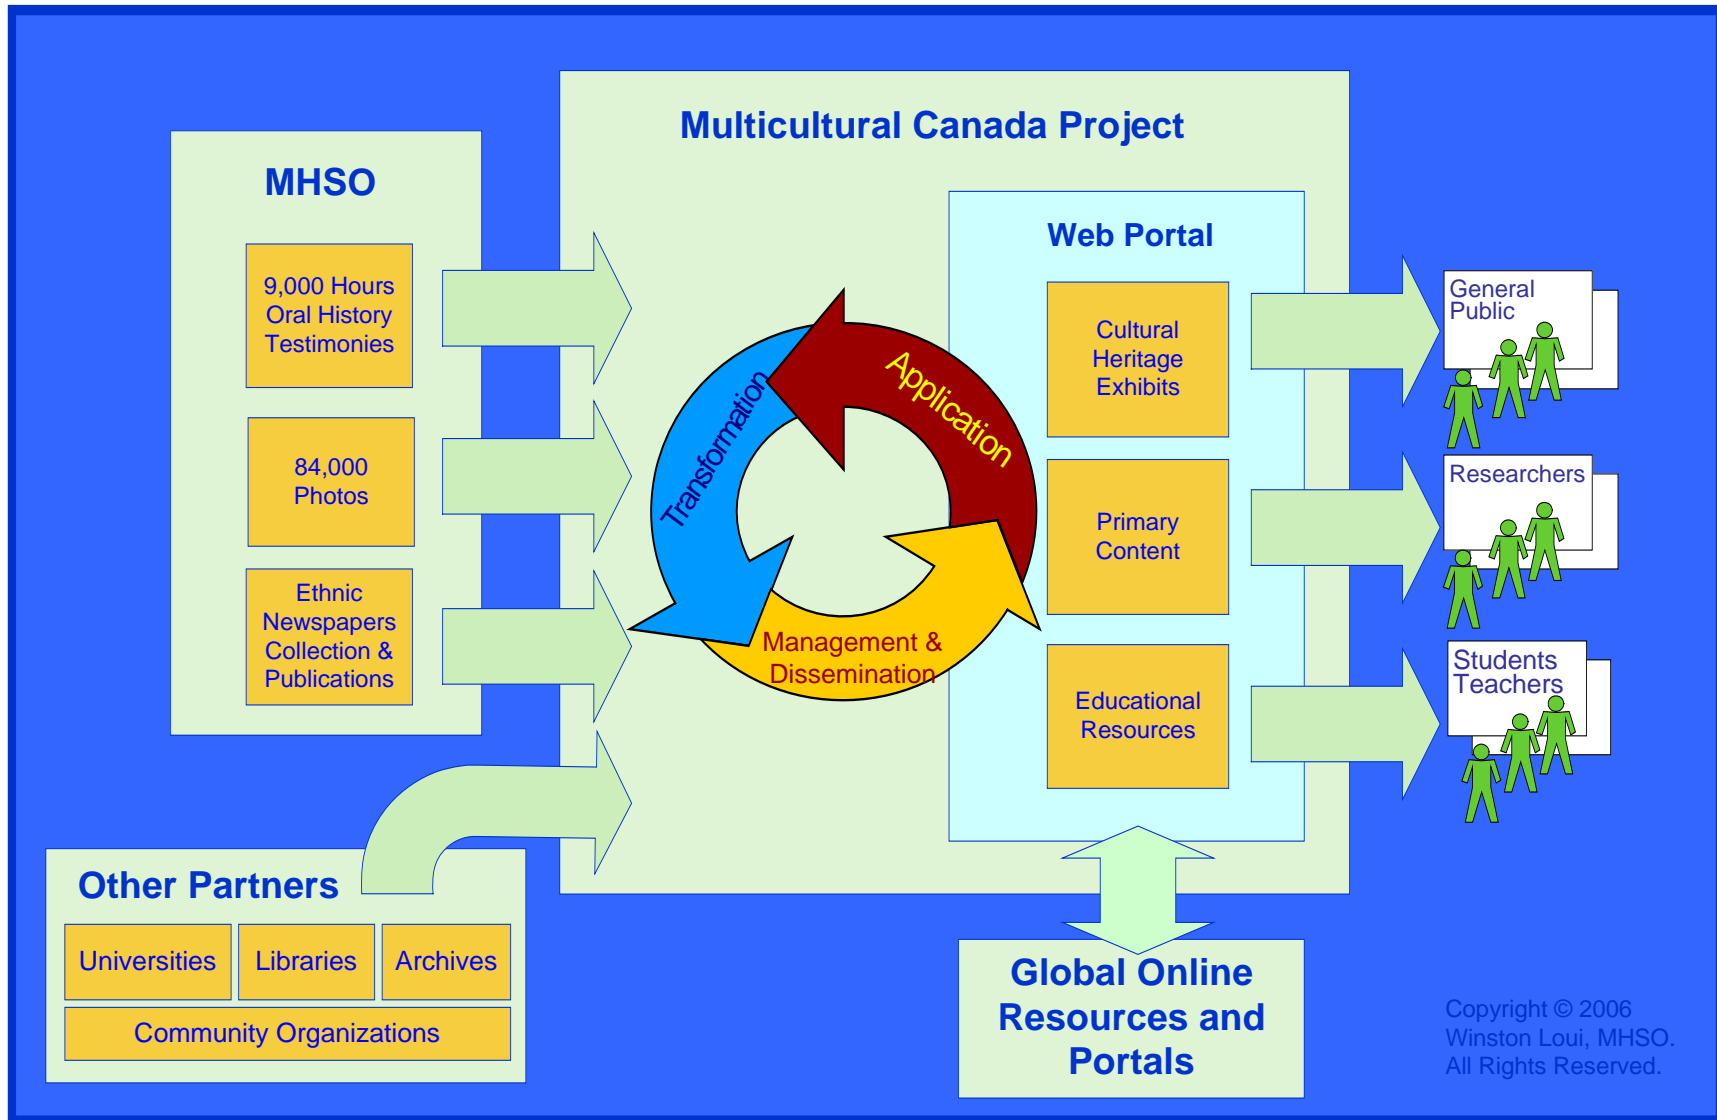 Multicultural Canada Project
MHSO
9,000 Hours
Oral History
Testimonies
84,000
Photos
Ethnic
Newspapers
Collection &
Publications
Other Partners
Universities
Libraries
Archives
Community Organizations
Transformation
Application
Management &
Dissemination
Web Portal
Cultural
Heritage
Exhibits
Primary
Content
Educational
Resources
General
Public
Researchers
Students
Teachers
Global Online
Resources and
Portals
Copyright © 2006
Winston Loui, MHSO.
All Rights Reserved.